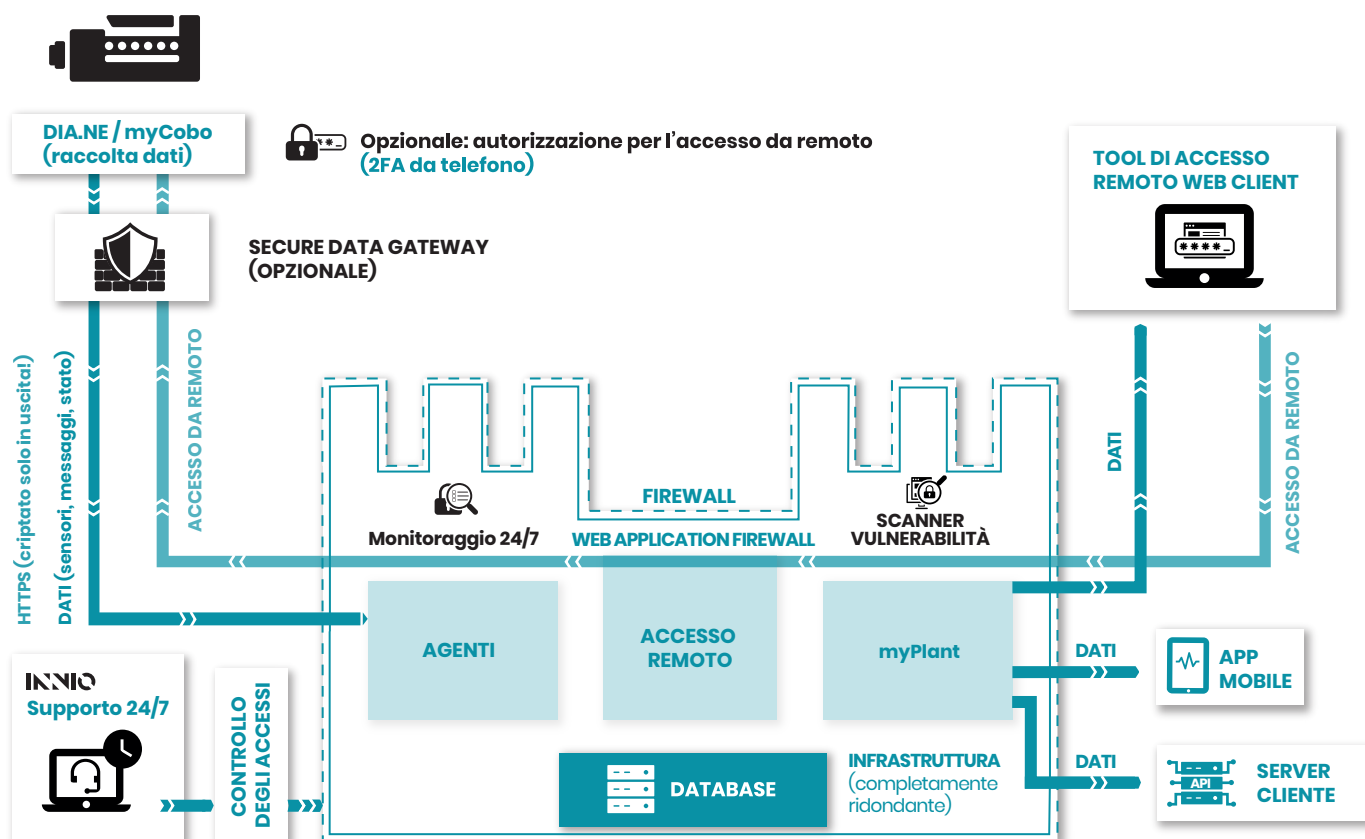 DIA.NE / myCobo
(raccolta dati)
**_
Opzionale: autorizzazione per l'accesso da remoto
(2FA da telefono)
TOOL DI ACCESSO
REMOTO WEB CLIENT
****_
SECURE DATA GATEWAY
(OPZIONALE)
HTTPS (criptato solo in uscita!)
DATI (sensori, messaggi, stato)
ACCESSO DA REMOTO
DATI
ACCESSO DA REMOTO
FIREWALL
Monitoraggio 24/7
WEB APPLICATION FIREWALL
SCANNER
VULNERABILITÀ
AGENTI
ACCESSO
REMOTO
myPlant
DATI
APP
MOBILE
INNIO
Supporto 24/7
CONTROLLO
DEGLI ACCESSI
DATABASE
INFRASTRUTTURA
(completamente
ridondante)
DATI
API
SERVER
CLIENTE